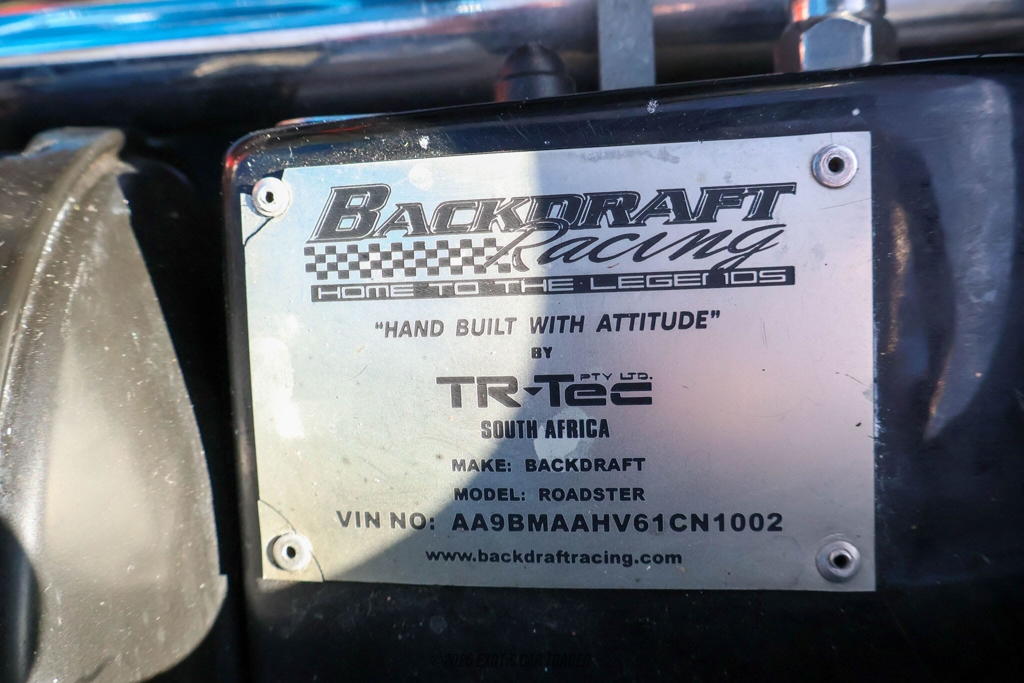 BACKDRAFT
Racing
HOME TO THE LEGENDS
"HAND BUILT WITH ATTITUDE"
BY
TR-Tec PTY LTD.
SOUTH AFRICA
MAKE: BACKDRAFT
MODEL: ROADSTER
VIN NO: AA9BMAAHV61CN1002
www.backdraftracing.com